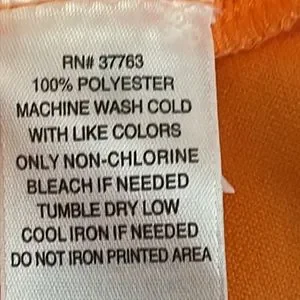 RN# 37763
100% POLYESTER
MACHINE WASH COLD
WITH LIKE COLORS
ONLY NON-CHLORINE
BLEACH IF NEEDED
TUMBLE DRY LOW
COOL IRON IF NEEDED
DO NOT IRON PRINTED AREA